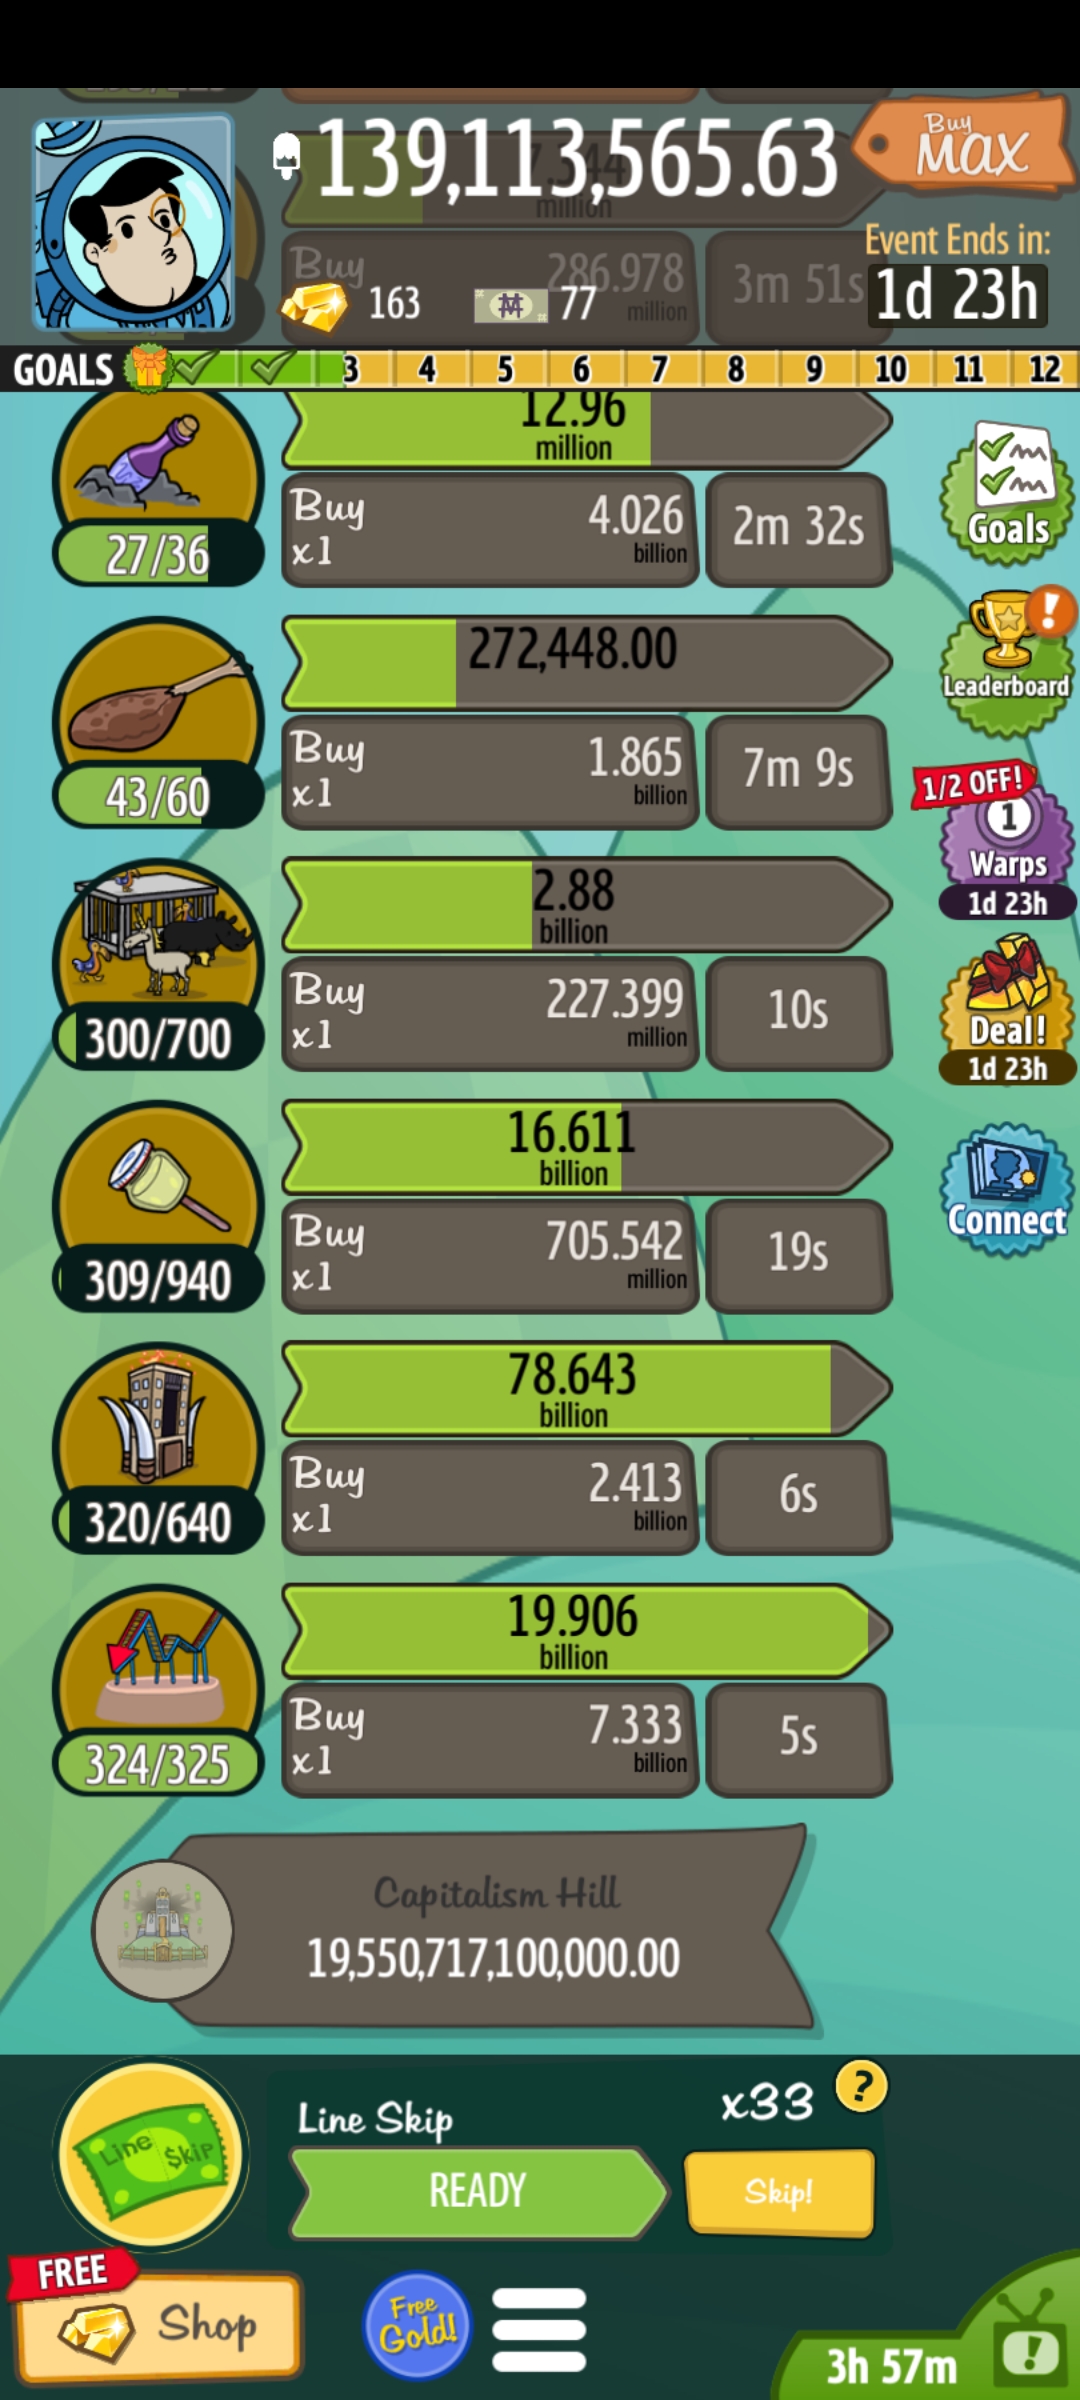 139,113,565.63
Buy
MAX
7.344
million
Event Ends in:
1d 23h
Buy
286.978
million
3m 51s
163
77
GOALS
3 4 5 6 7 8 9 10 11 12
12.96
million
27/36
Buy
x1
4.026
billion
2m 32s
Goals
272,448.00
43/60
Buy
x1
1.865
billion
7m 9s
Leaderboard
1/2 OFF!
1
Warps
1d 23h
2.88
billion
300/700
Buy
x1
227.399
million
10s
Deal!
1d 23h
16.611
billion
309/940
Buy
x1
705.542
million
19s
Connect
78.643
billion
320/640
Buy
x1
2.413
billion
6s
19.906
billion
324/325
Buy
x1
7.333
billion
5s
Capitalism Hill
19,550,717,100,000.00
Line $kip
Line Skip
x33
?
READY
Skip!
FREE
Shop
Free
Gold!
3h 57m